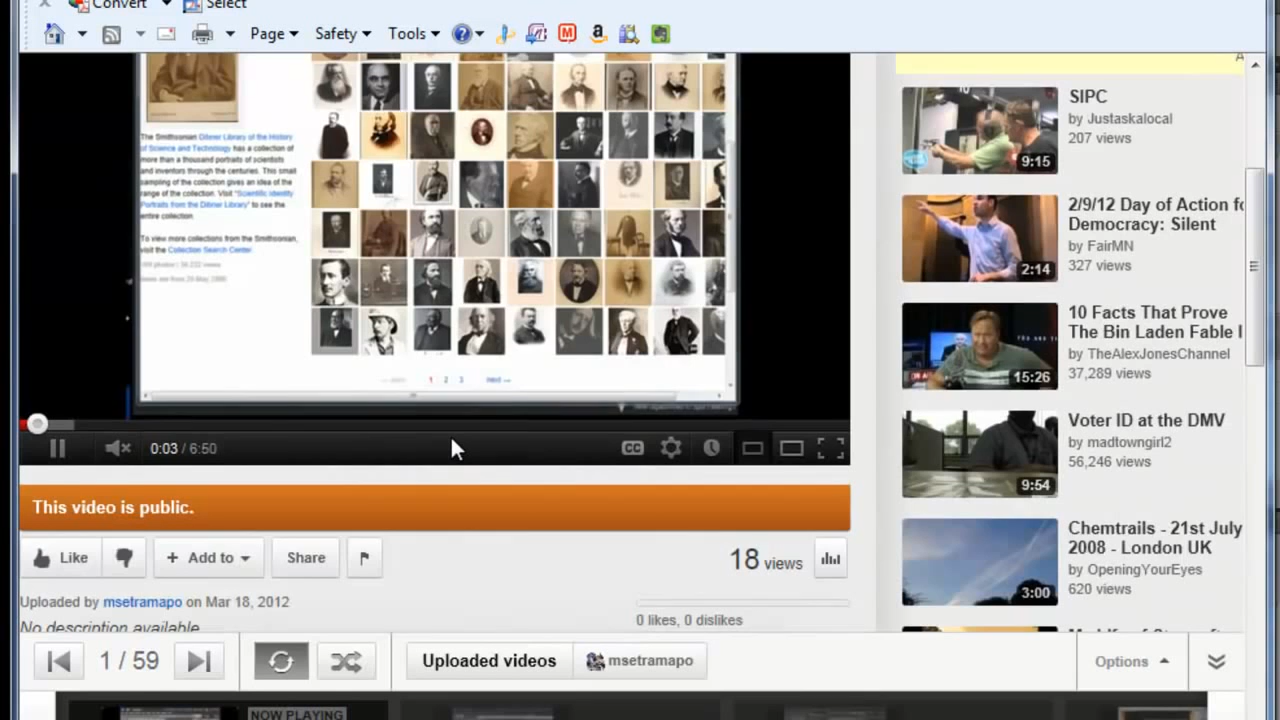 Convert Select
Page Safety Tools
The Smithsonian Dibner Library of the History
of Science and Technology has a collection of
more than a thousand portraits of scientists
and inventors through the centuries. This small
sampling of the collection gives an idea of the
range of the collection. Visit "Scientific Identity
Portraits from the Dibner Library" to see the
entire collection.
To view more collections from the Smithsonian,
visit the Collection Search Center.
1 2 3 next
SIPC
by Justaskalocal
207 views
9:15
2/9/12 Day of Action fo
Democracy: Silent
by FairMN
327 views
2:14
10 Facts That Prove
The Bin Laden Fable I
by TheAlexJonesChannel
37,289 views
15:26
Voter ID at the DMV
by madtowngirl2
56,246 views
9:54
Chemtrails - 21st July
2008 - London UK
by OpeningYourEyes
620 views
3:00
0:03 / 6:50
CC
This video is public.
Like + Add to Share
18 views
Uploaded by msetramapo on Mar 18, 2012
0 likes, 0 dislikes
No description available
1 / 59
Uploaded videos msetramapo
Options
NOW PLAYING